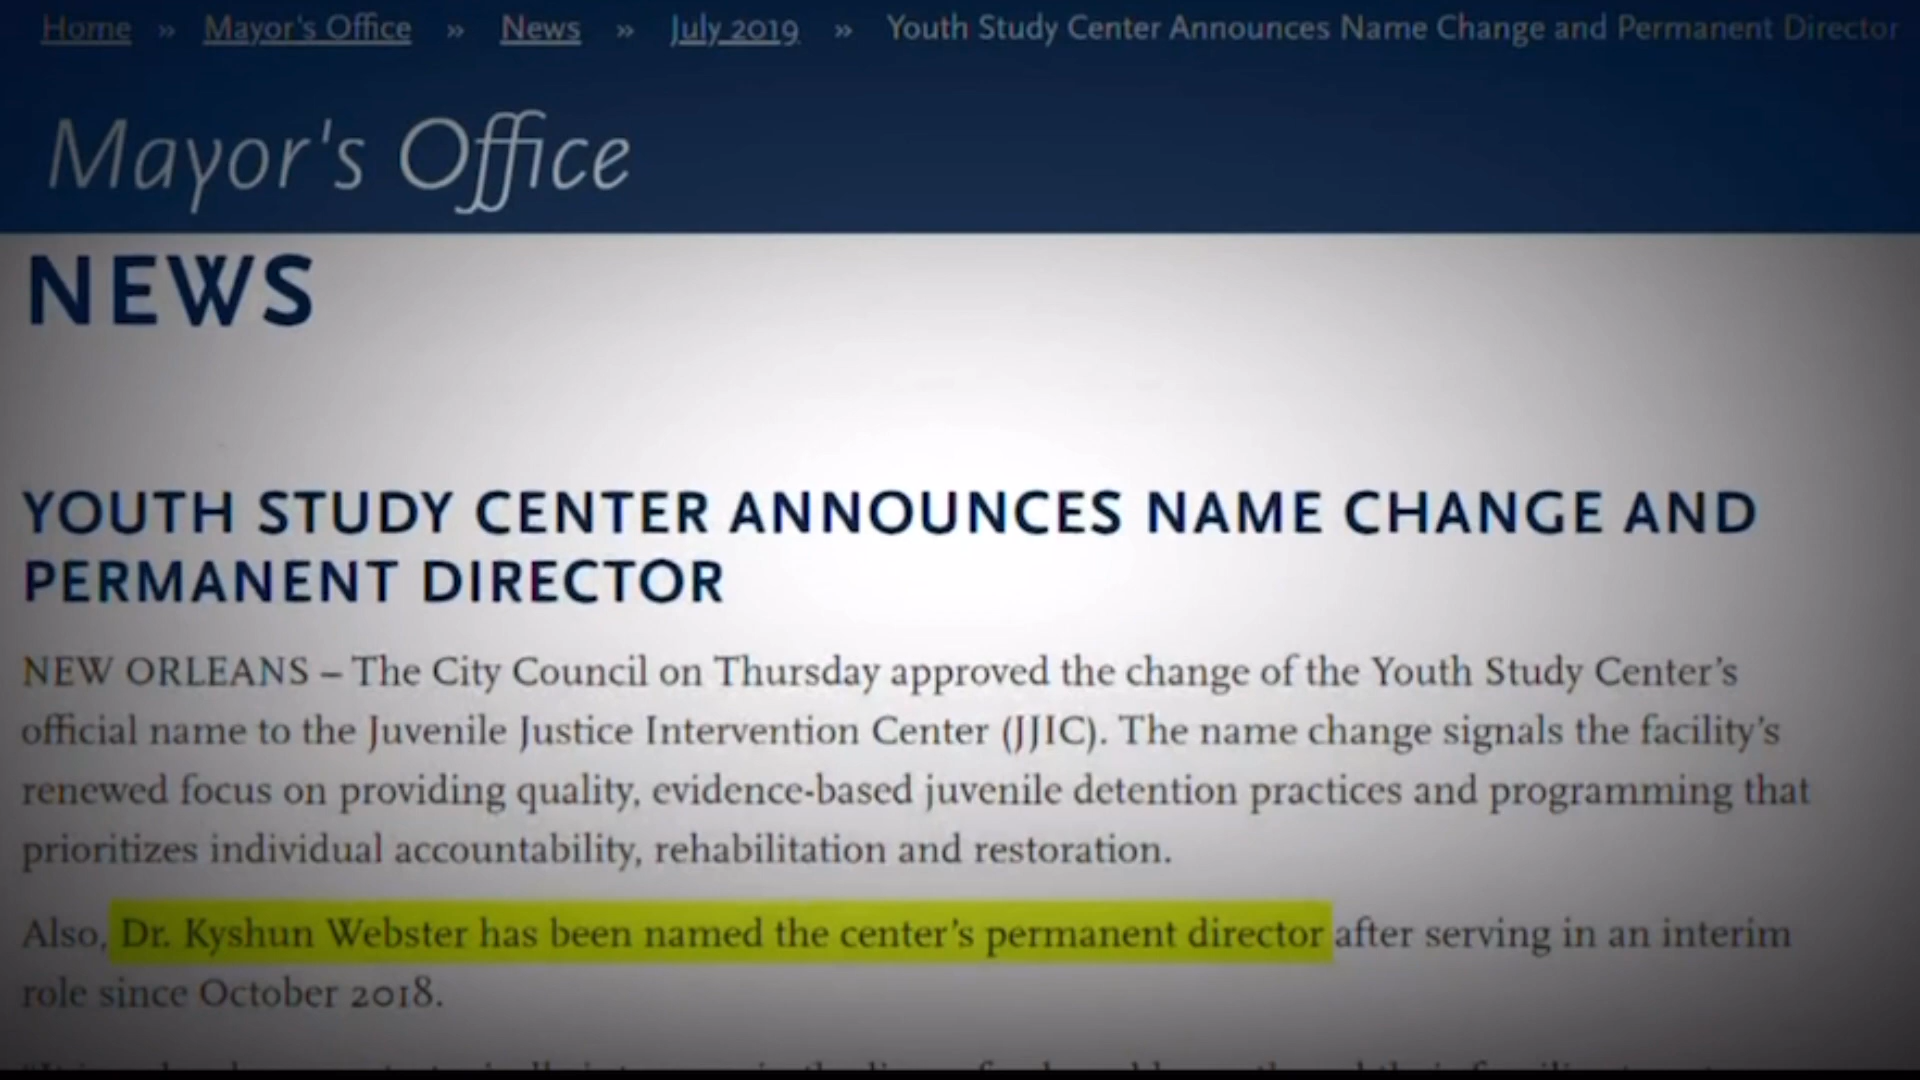 Home » Mayor's Office » News » July 2019 » Youth Study Center Announces Name Change and Permanent Director
Mayor's Office
NEWS
YOUTH STUDY CENTER ANNOUNCES NAME CHANGE AND
PERMANENT DIRECTOR
NEW ORLEANS – The City Council on Thursday approved the change of the Youth Study Center's
official name to the Juvenile Justice Intervention Center (JJIC). The name change signals the facility's
renewed focus on providing quality, evidence-based juvenile detention practices and programming that
prioritizes individual accountability, rehabilitation and restoration.
Also, Dr. Kyshun Webster has been named the center's permanent director after serving in an interim
role since October 2018.